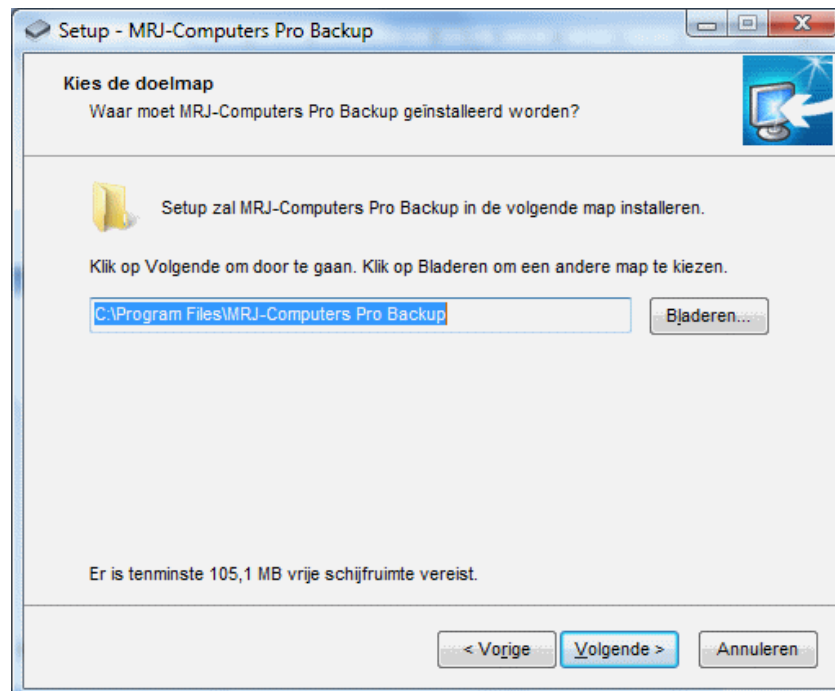 Setup - MRJ-Computers Pro Backup
Kies de doelmap
Waar moet MRJ-Computers Pro Backup geïnstalleerd worden?
Setup zal MRJ-Computers Pro Backup in de volgende map installeren.
Klik op Volgende om door te gaan. Klik op Bladeren om een andere map te kiezen.
C:\Program Files\MRJ-Computers Pro Backup
Bladeren...
Er is tenminste 105,1 MB vrije schijfruimte vereist.
< Vorige
Volgende >
Annuleren